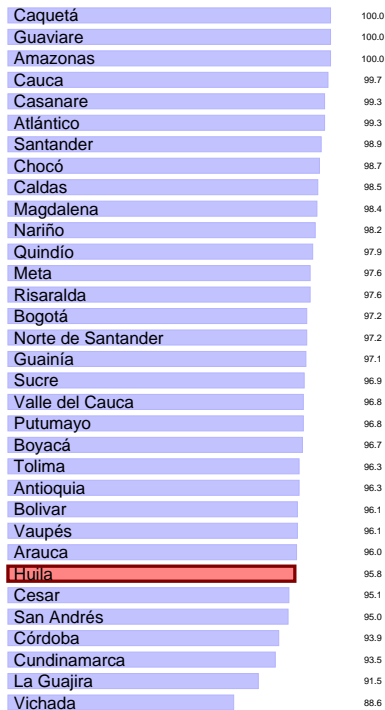 Caquetá 100.0
Guaviare 100.0
Amazonas 100.0
Cauca 99.7
Casanare 99.3
Atlántico 99.3
Santander 98.9
Chocó 98.7
Caldas 98.5
Magdalena 98.4
Nariño 98.2
Quindío 97.9
Meta 97.6
Risaralda 97.6
Bogotá 97.2
Norte de Santander 97.2
Guainía 97.1
Sucre 96.9
Valle del Cauca 96.8
Putumayo 96.8
Boyacá 96.7
Tolima 96.3
Antioquia 96.3
Bolivar 96.1
Vaupés 96.1
Arauca 96.0
Huila 95.8
Cesar 95.1
San Andrés 95.0
Córdoba 93.9
Cundinamarca 93.5
La Guajira 91.5
Vichada 88.6